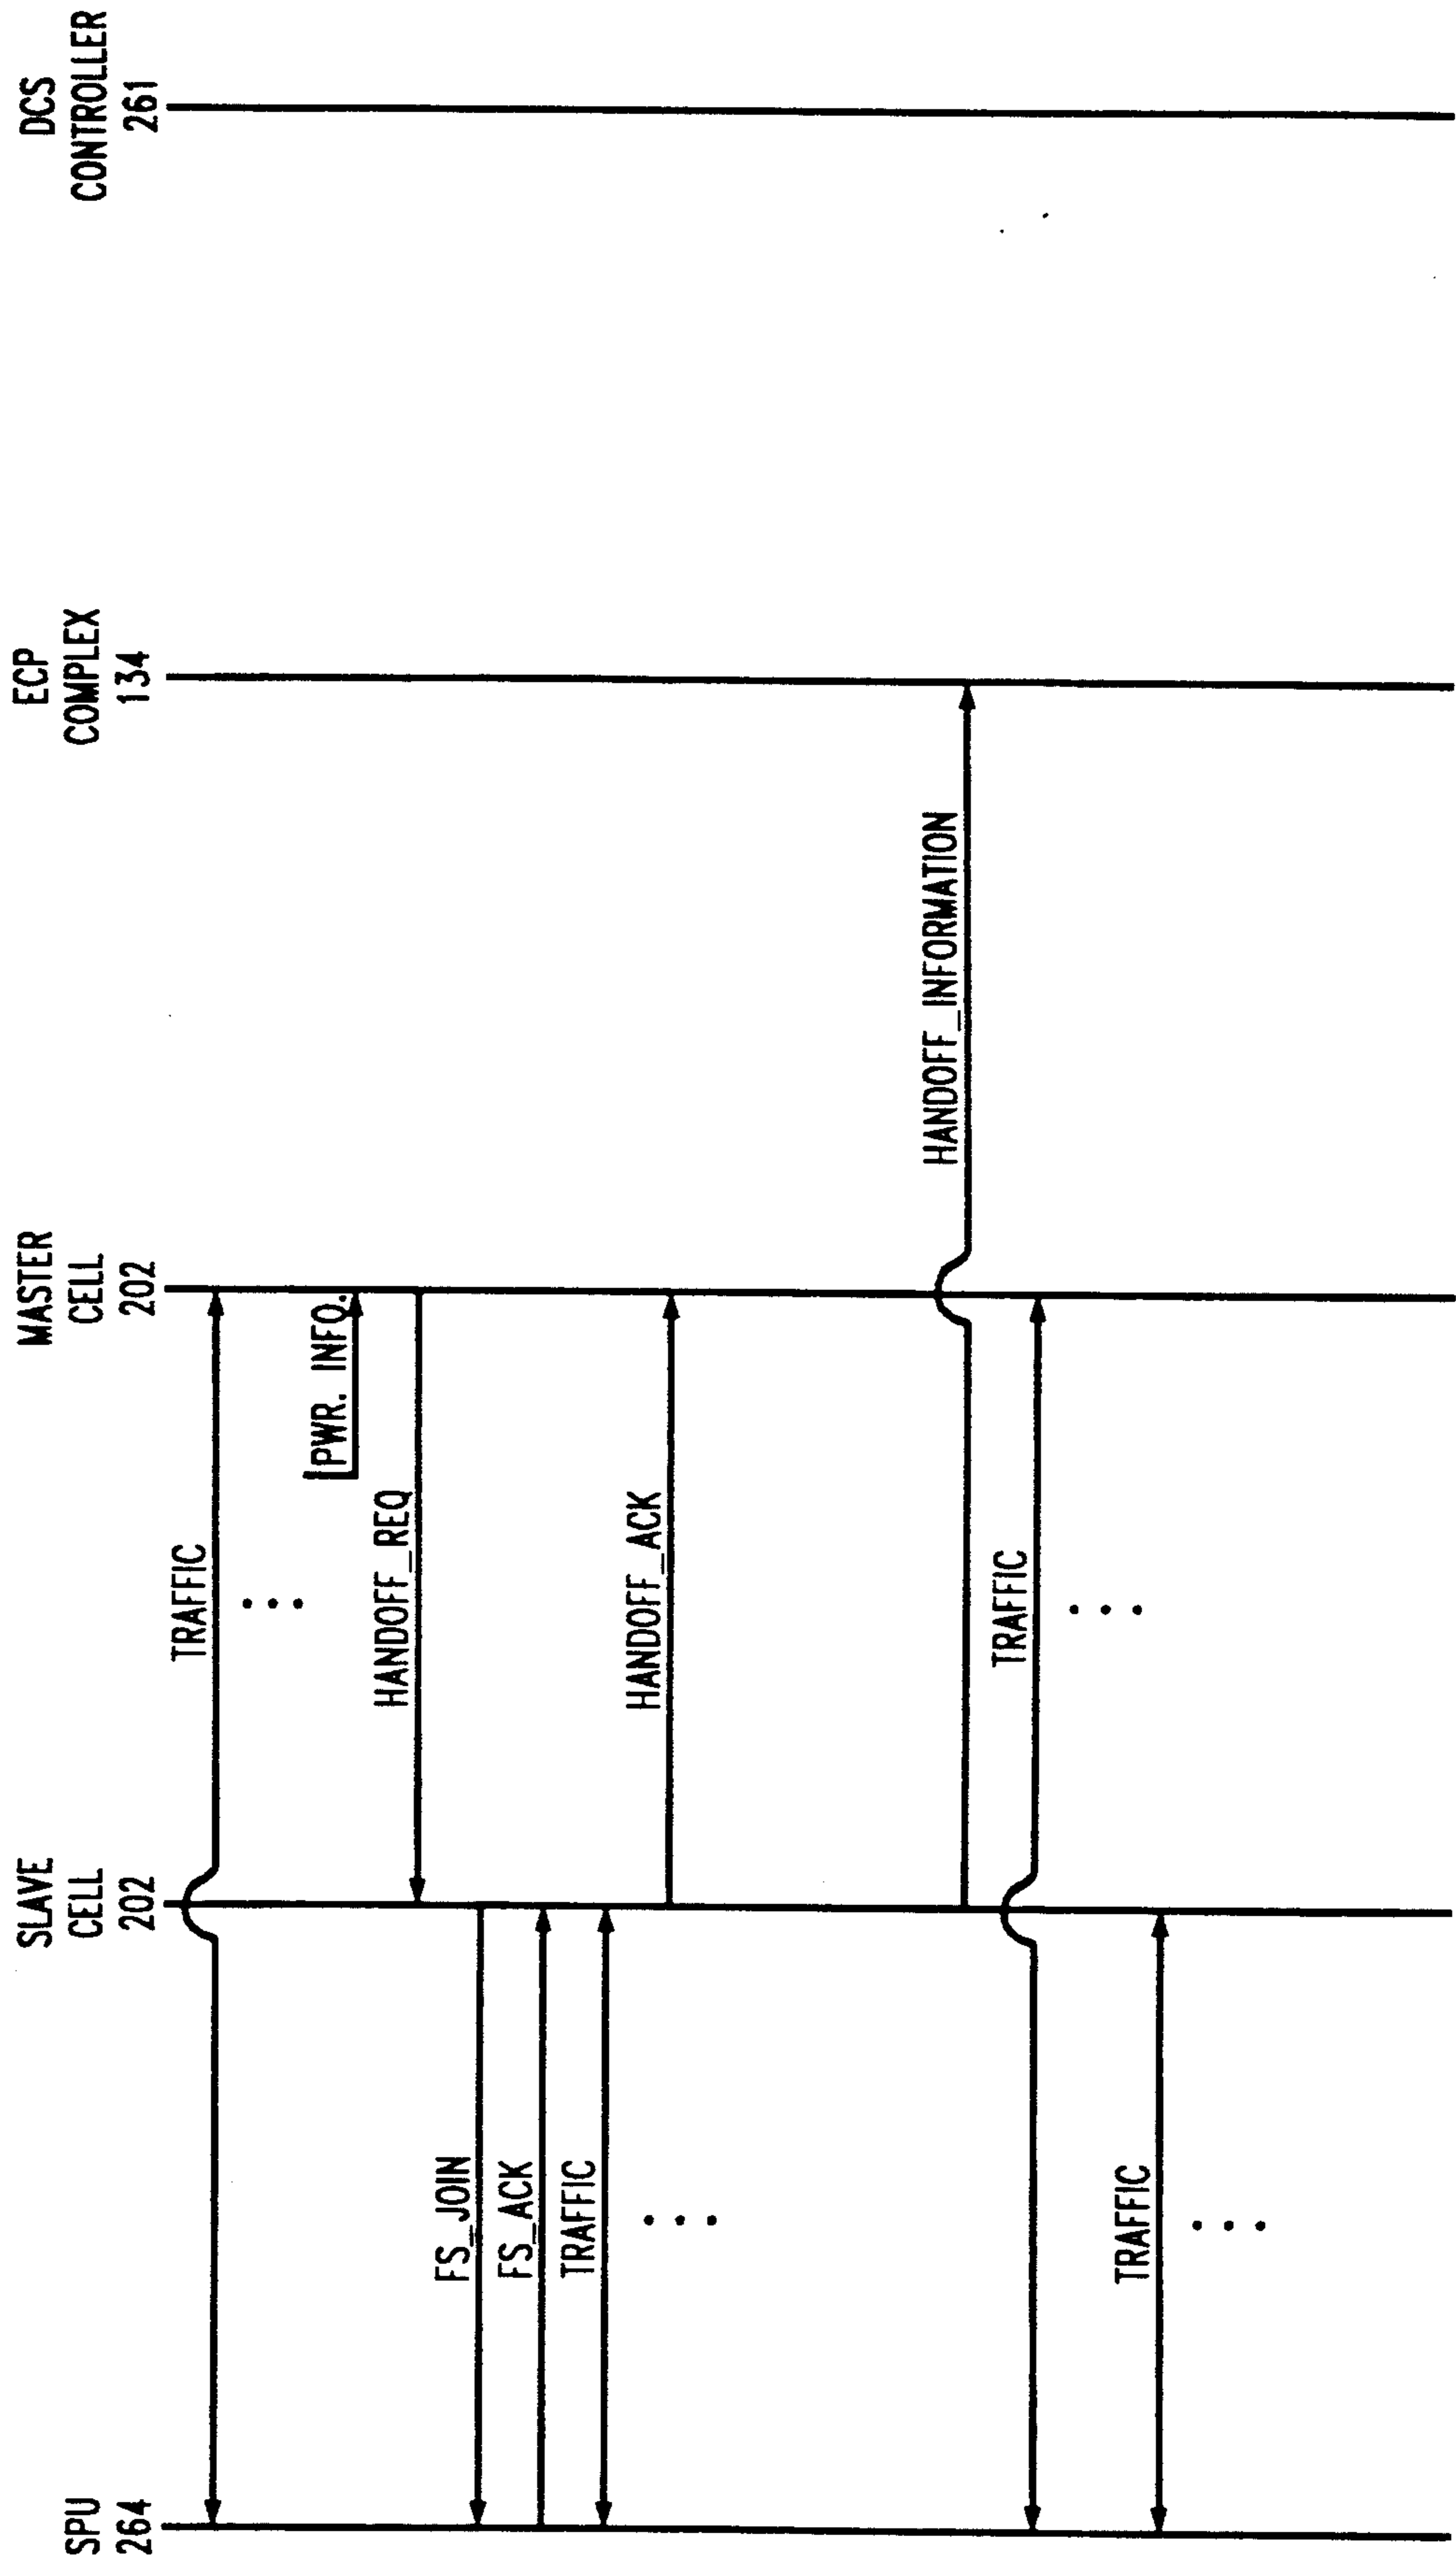 SPU
264
SLAVE
CELL
202
MASTER
CELL
202
ECP
COMPLEX
134
DCS
CONTROLLER
261
TRAFFIC
PWR. INFO.
HANDOFF_REQ
FS_JOIN
FS_ACK
TRAFFIC
HANDOFF_ACK
HANDOFF_INFORMATION
TRAFFIC
TRAFFIC